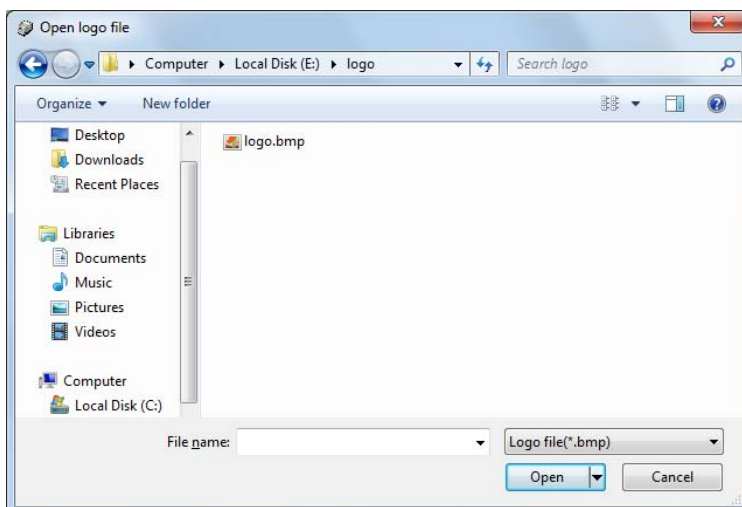 Open logo file
Computer Local Disk (E:) logo
Search logo
Organize New folder
Desktop
Downloads
Recent Places
Libraries
Documents
Music
Pictures
Videos
Computer
Local Disk (C:)
logo.bmp
File name:
Logo file(*.bmp)
Open Cancel